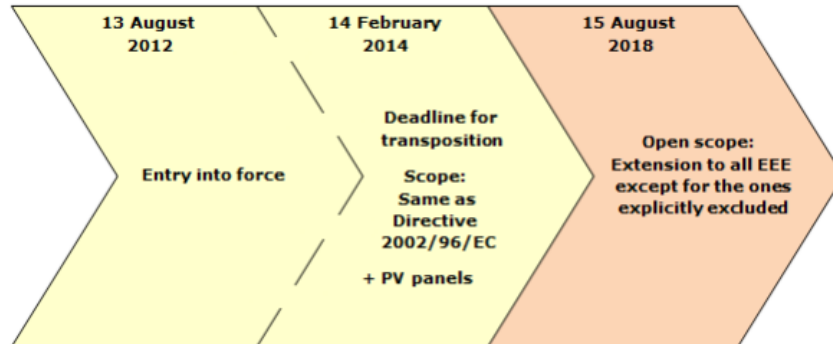 13 August
2012
Entry into force
14 February
2014
Deadline for
transposition
Scope:
Same as
Directive
2002/96/EC
+ PV panels
15 August
2018
Open scope:
Extension to all EEE
except for the ones
explicitly excluded